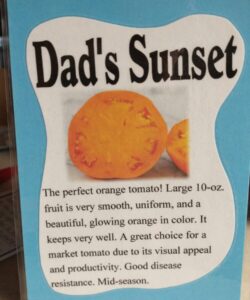 Dad's Sunset
The perfect orange tomato! Large 10-oz.
fruit is very smooth, uniform, and a
beautiful, glowing orange in color. It
keeps very well. A great choice for a
market tomato due to its visual appeal
and productivity. Good disease
resistance. Mid-season.